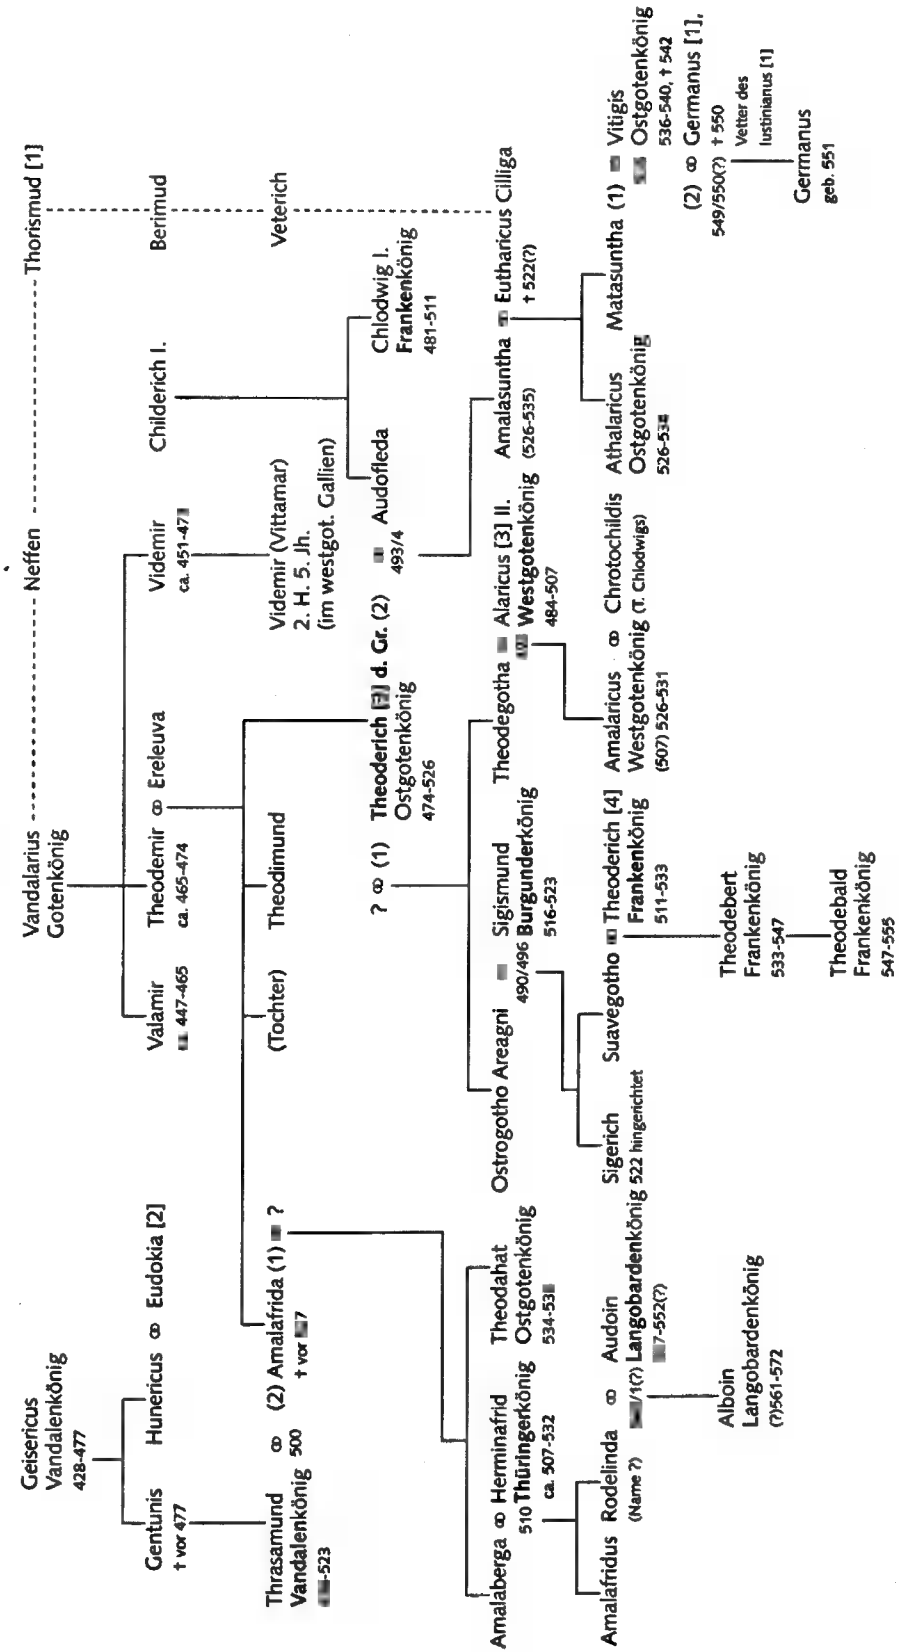 Geisericus
Vandalenkönig
428-477
Vandalarius Neffen Thorismud [1]
Gotenkönig
Gentunis
† vor 477
Hunericus ⚭ Eudokia [2]
Valamir
447-465
Theodemir ⚭ Ereleuva
ca. 465-474
Videmir
ca. 451-
Childerich I.
Berimud
Thrasamund ⚭ (2) Amalafrida (1) ?
Vandalenkönig 500
-523
† vor
(Tochter)
Theodimund
Videmir (Vittamar)
2. H. 5. Jh.
(im westgot. Gallien)
Veterich
? ⚭ (1) Theoderich d. Gr. (2) Audofleda
Ostgotenkönig
474-526
493/4
Chlodwig I.
Frankenkönig
481-511
Amalaberga ⚭ Herminafrid
510 Thüringerkönig
ca. 507-532
Theodahat
Ostgotenkönig
Ostrogotho Areagni Sigismund
490/496 Burgunderkönig
516-523
Theodegotha Alaricus [3] II.
Westgotenkönig
484-507
Amalasuntha Eutharicus Cilliga
(526-535)
† 522(?)
Amalafridus
Rodelinda ⚭ Audoin
(Name ?) /1(?) Langobardenkönig
-552(?)
Sigerich
522 hingerichtet
Suavegotho Theoderich [4]
Frankenkönig
511-533
Amalaricus ⚭ Chrotochildis
Westgotenkönig (T. Chlodwigs)
(507) 526-531
Athalaricus
Ostgotenkönig
Matasuntha (1) Vitigis
Ostgotenkönig
536-540, † 542
(2) ⚭ Germanus [1],
549/550(?) † 550
Vetter des
Iustinianus [1]
Alboin
Langobardenkönig
(?)561-572
Theodebert
Frankenkönig
533-547
Germanus
geb. 551
Theodebald
Frankenkönig
547-555